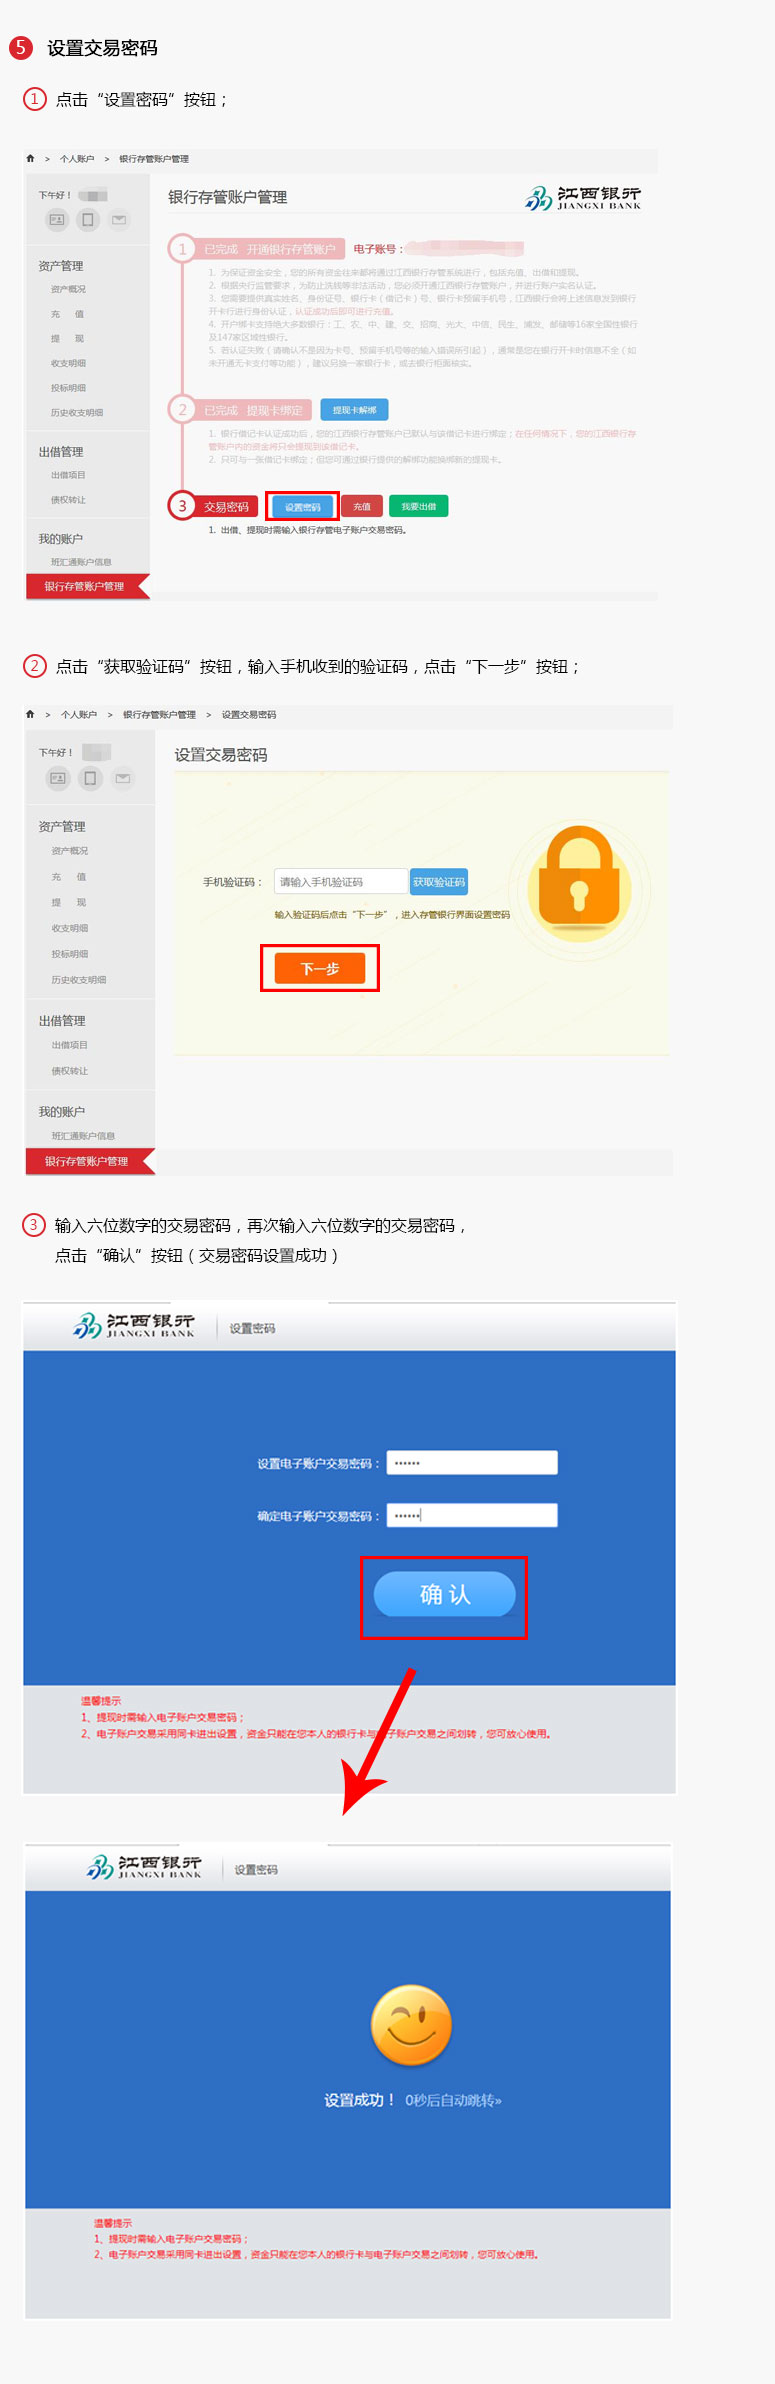 5 设置交易密码
1 点击“设置密码”按钮；
> 个人账户 > 银行存管账户管理
下午好！
银行存管账户管理
江西银行
JIANGXI BANK
资产管理
资产概况
充 值
提 现
收支明细
投标明细
历史收支明细
出借管理
出借项目
债权转让
我的账户
班汇通账户信息
银行存管账户管理
1 已完成 开通银行存管账户 电子账号：
1. 为保证资金安全，您的所有资金往来都将通过江西银行存管系统进行，包括充值、出借和提现。
2. 根据央行监管要求，为防止洗钱等非法活动，您必须开通江西银行存管账户，并进行账户实名认证。
3. 您需要提供真实姓名、身份证号、银行卡（借记卡）号、银行卡预留手机号，江西银行会将上述信息发到银行
开卡行进行身份认证，认证成功后即可进行充值。
4. 开户绑卡支持绝大多数银行：工、农、中、建、交、招商、光大、中信、民生、浦发、邮储等16家全国性银行
及147家区域性银行。
5. 若认证失败（请确认不是因为卡号、预留手机号等的输入错误所引起），通常是您在银行开卡时信息不全（如
未开通无卡支付等功能），建议另换一家银行卡，或去银行柜面核实。
2 已完成 提现卡绑定 提现卡解绑
1. 银行借记卡认证成功后，您的江西银行存管账户已默认与该借记卡进行绑定；在任何情况下，您的江西银行存
管账户内的资金将只会提现到该借记卡。
2. 只可与一张借记卡绑定；但您可通过银行提供的解绑功能换绑新的提现卡。
3 交易密码 设置密码 充值 我要出借
1. 出借、提现时需输入银行存管电子账户交易密码。
2 点击“获取验证码”按钮，输入手机收到的验证码，点击“下一步”按钮；
> 个人账户 > 银行存管账户管理 > 设置交易密码
下午好！
设置交易密码
资产管理
资产概况
充 值
提 现
收支明细
投标明细
历史收支明细
出借管理
出借项目
债权转让
我的账户
班汇通账户信息
银行存管账户管理
手机验证码： 请输入手机验证码 获取验证码
输入验证码后点击“下一步”，进入存管银行界面设置密码
下一步
3 输入六位数字的交易密码，再次输入六位数字的交易密码，
点击“确认”按钮（交易密码设置成功）
江西银行
JIANGXI BANK
设置密码
设置电子账户交易密码： ••••••
确定电子账户交易密码： ••••••
确认
温馨提示
1、提现时需输入电子账户交易密码；
2、电子账户交易采用同卡进出设置，资金只能在您本人的银行卡与电子账户交易之间划转，您可放心使用。
江西银行
JIANGXI BANK
设置密码
设置成功！ 0秒后自动跳转»
温馨提示
1、提现时需输入电子账户交易密码；
2、电子账户交易采用同卡进出设置，资金只能在您本人的银行卡与电子账户交易之间划转，您可放心使用。